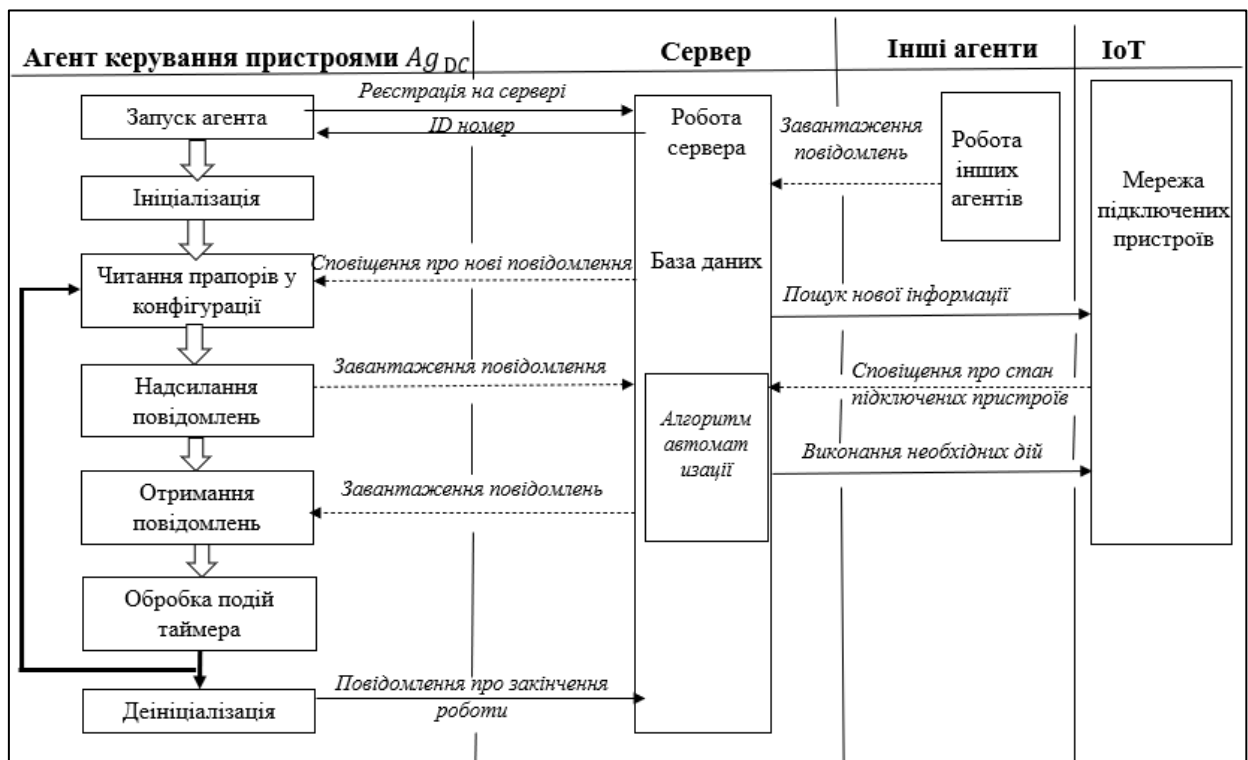 Агент керування пристроями Ag DC
Сервер
Інші агенти
IoT
Запуск агента
Реєстрація на сервері
ID номер
Робота
сервера
Завантаження
повідомлень
Робота
інших
агентів
Мережа
підключених
пристроїв
Ініціалізація
Читання прапорів у
конфігурації
Сповіщення про нові повідомлення
База даних
Пошук нової інформації
Надсилання
повідомлень
Завантаження повідомлення
Сповіщення про стан
підключених пристроїв
Алгоритм
автомат
изації
Виконання необхідних дій
Отримання
повідомлень
Завантаження повідомлень
Обробка подій
таймера
Деініціалізація
Повідомлення про закінчення
роботи